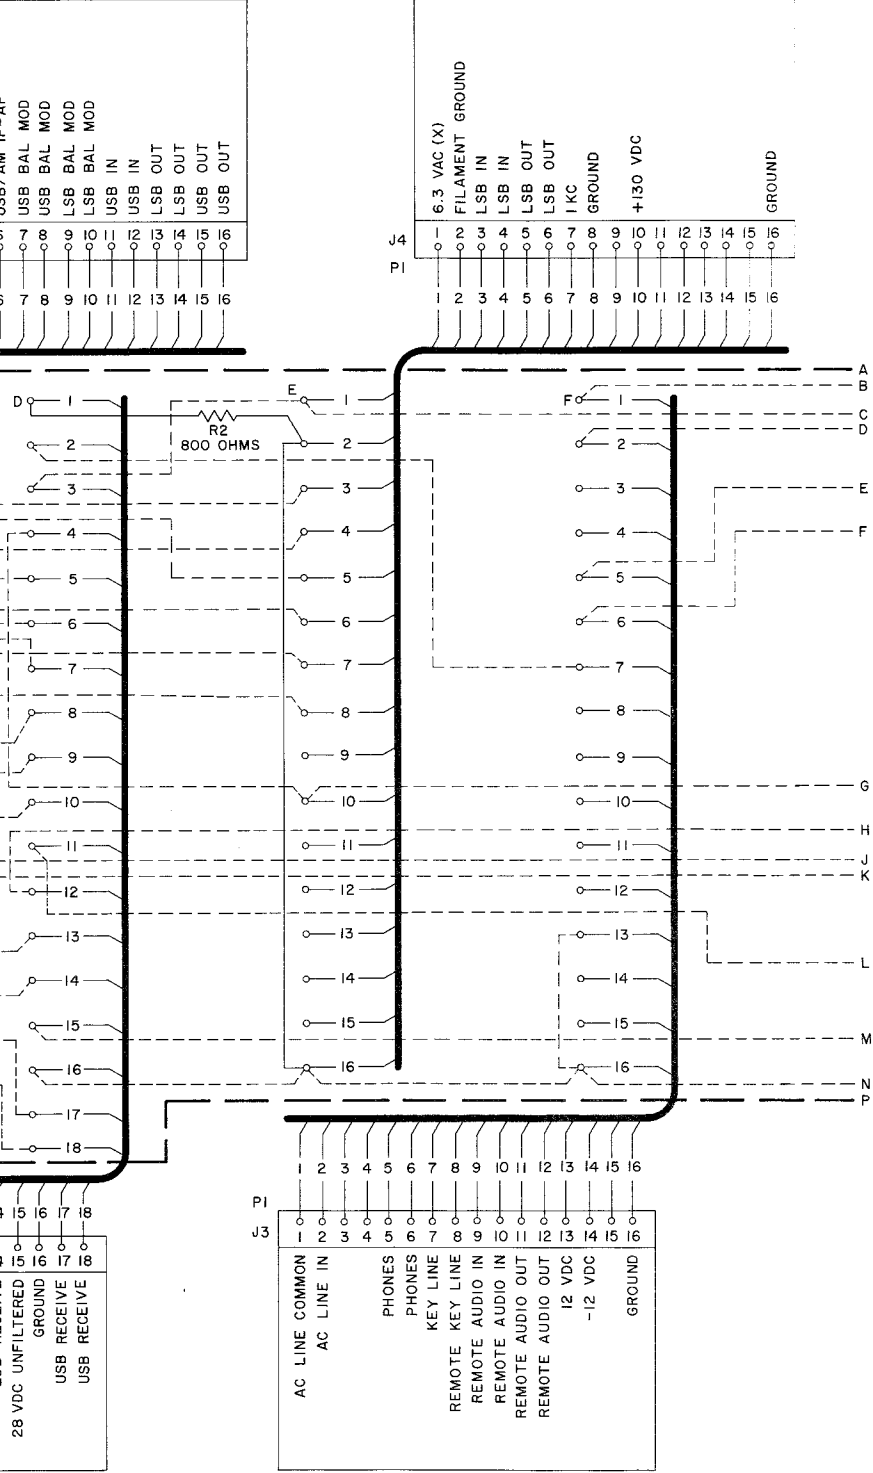 USB BAL MOD
USB BAL MOD
LSB BAL MOD
LSB BAL MOD
USB IN
USB IN
LSB OUT
LSB OUT
USB OUT
USB OUT
7 8 9 10 11 12 13 14 15 16
7 8 9 10 11 12 13 14 15 16
6.3 VAC (X)
FILAMENT GROUND
LSB IN
LSB IN
LSB OUT
LSB OUT
1 KC
GROUND
+130 VDC
GROUND
J4
1 2 3 4 5 6 7 8 9 10 11 12 13 14 15 16
P1
1 2 3 4 5 6 7 8 9 10 11 12 13 14 15 16
D
1
2
3
4
5
6
7
8
9
10
11
12
13
14
15
16
17
18
R2
800 OHMS
E
1
2
3
4
5
6
7
8
9
10
11
12
13
14
15
16
F
1
2
3
4
5
6
7
8
9
10
11
12
13
14
15
16
A
B
C
D
E
F
G
H
J
K
L
M
N
P
15 16 17 18
15 16 17 18
28 VDC UNFILTERED
GROUND
USB RECEIVE
USB RECEIVE
1 2 3 4 5 6 7 8 9 10 11 12 13 14 15 16
P1
J3
1 2 3 4 5 6 7 8 9 10 11 12 13 14 15 16
AC LINE COMMON
AC LINE IN
PHONES
PHONES
KEY LINE
REMOTE KEY LINE
REMOTE AUDIO IN
REMOTE AUDIO IN
REMOTE AUDIO OUT
REMOTE AUDIO OUT
12 VDC
-12 VDC
GROUND